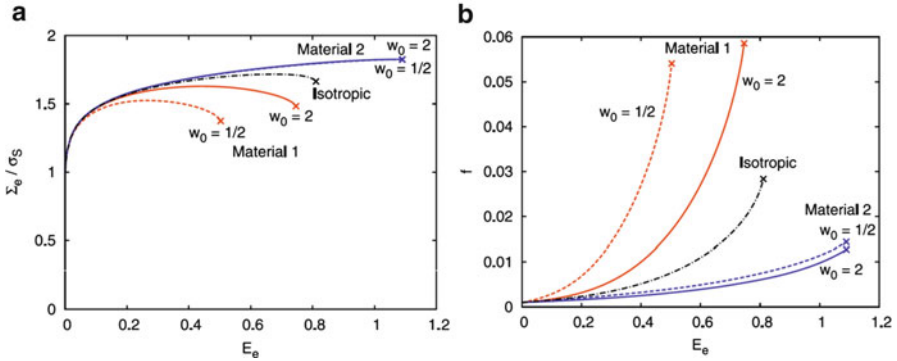 a
2
1.5
1
0.5
0
0
0.2
0.4
0.6
0.8
1
1.2
Σe / σS
Ee
Material 2
w0 = 2
w0 = 1/2
Isotropic
w0 = 2
w0 = 1/2
Material 1
b
0.06
0.05
0.04
0.03
0.02
0.01
0
0
0.2
0.4
0.6
0.8
1
1.2
f
Ee
Material 1
w0 = 1/2
w0 = 2
Isotropic
Material 2
w0 = 1/2
w0 = 2